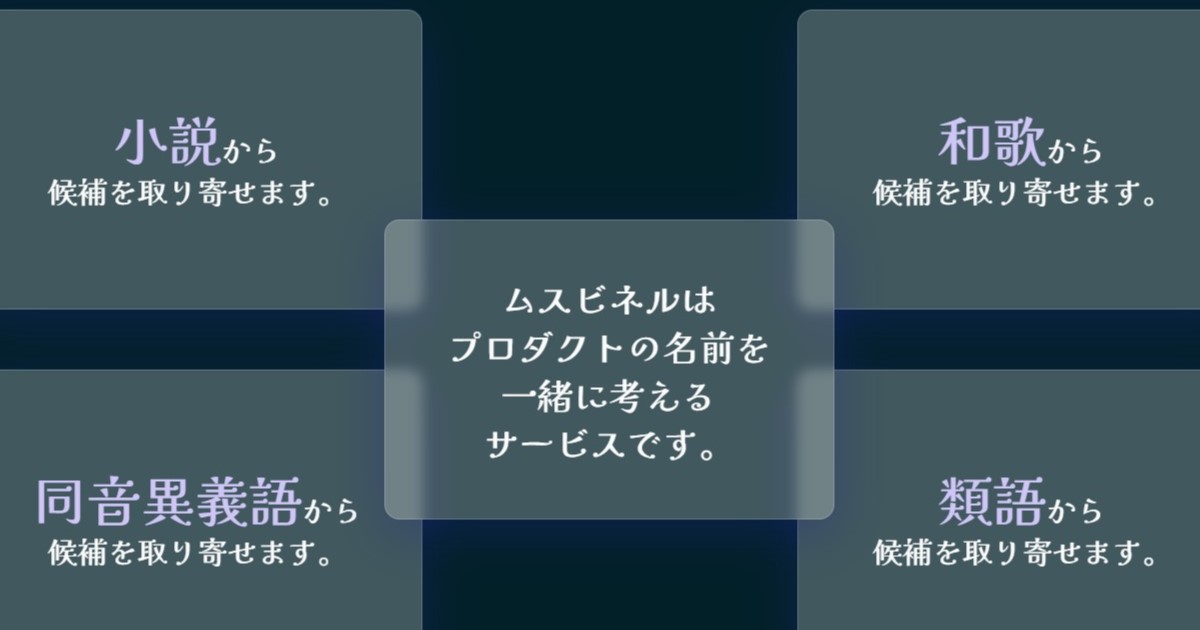 小説から
候補を取り寄せます。
和歌から
候補を取り寄せます。
ムスビネルは
プロダクトの名前を
一緒に考える
サービスです。
同音異義語から
候補を取り寄せます。
類語から
候補を取り寄せます。